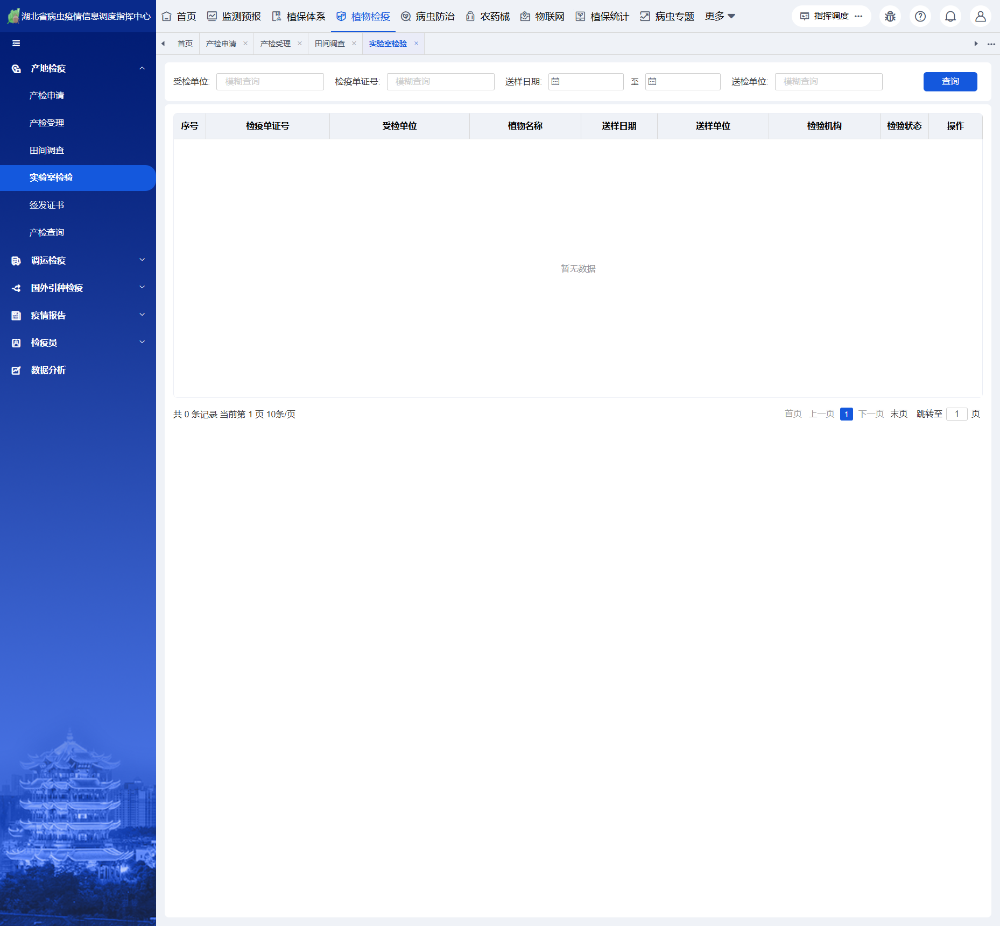 湖北省病虫疫情信息调度指挥中心
首页 监测预报 植保体系 植物检疫 病虫防治 农药械 物联网 植保统计 病虫专题 更多 指挥调度
首页 产检申请 产检受理 田间调查 实验室检验
产地检疫
产检申请
产检受理
田间调查
实验室检验
签发证书
产检查询
调运检疫
国外引种检疫
疫情报告
检疫员
数据分析
受检单位: 模糊查询 检疫单证号: 模糊查询 送样日期: 至 送检单位: 模糊查询 查询
序号 检疫单证号 受检单位 植物名称 送样日期 送样单位 检验机构 检验状态 操作
暂无数据
共 0 条记录 当前第 1 页 10条/页 首页 上一页 1 下一页 末页 跳转至 1 页